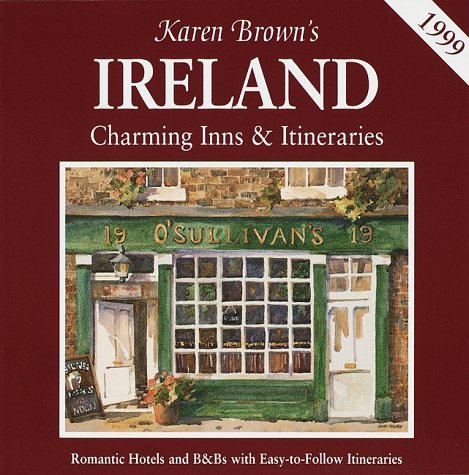 Karen Brown's
1999
IRELAND
Charming Inns & Itineraries
19 O'SULLIVAN'S 19
Romantic Hotels and B&Bs with Easy-to-Follow Itineraries